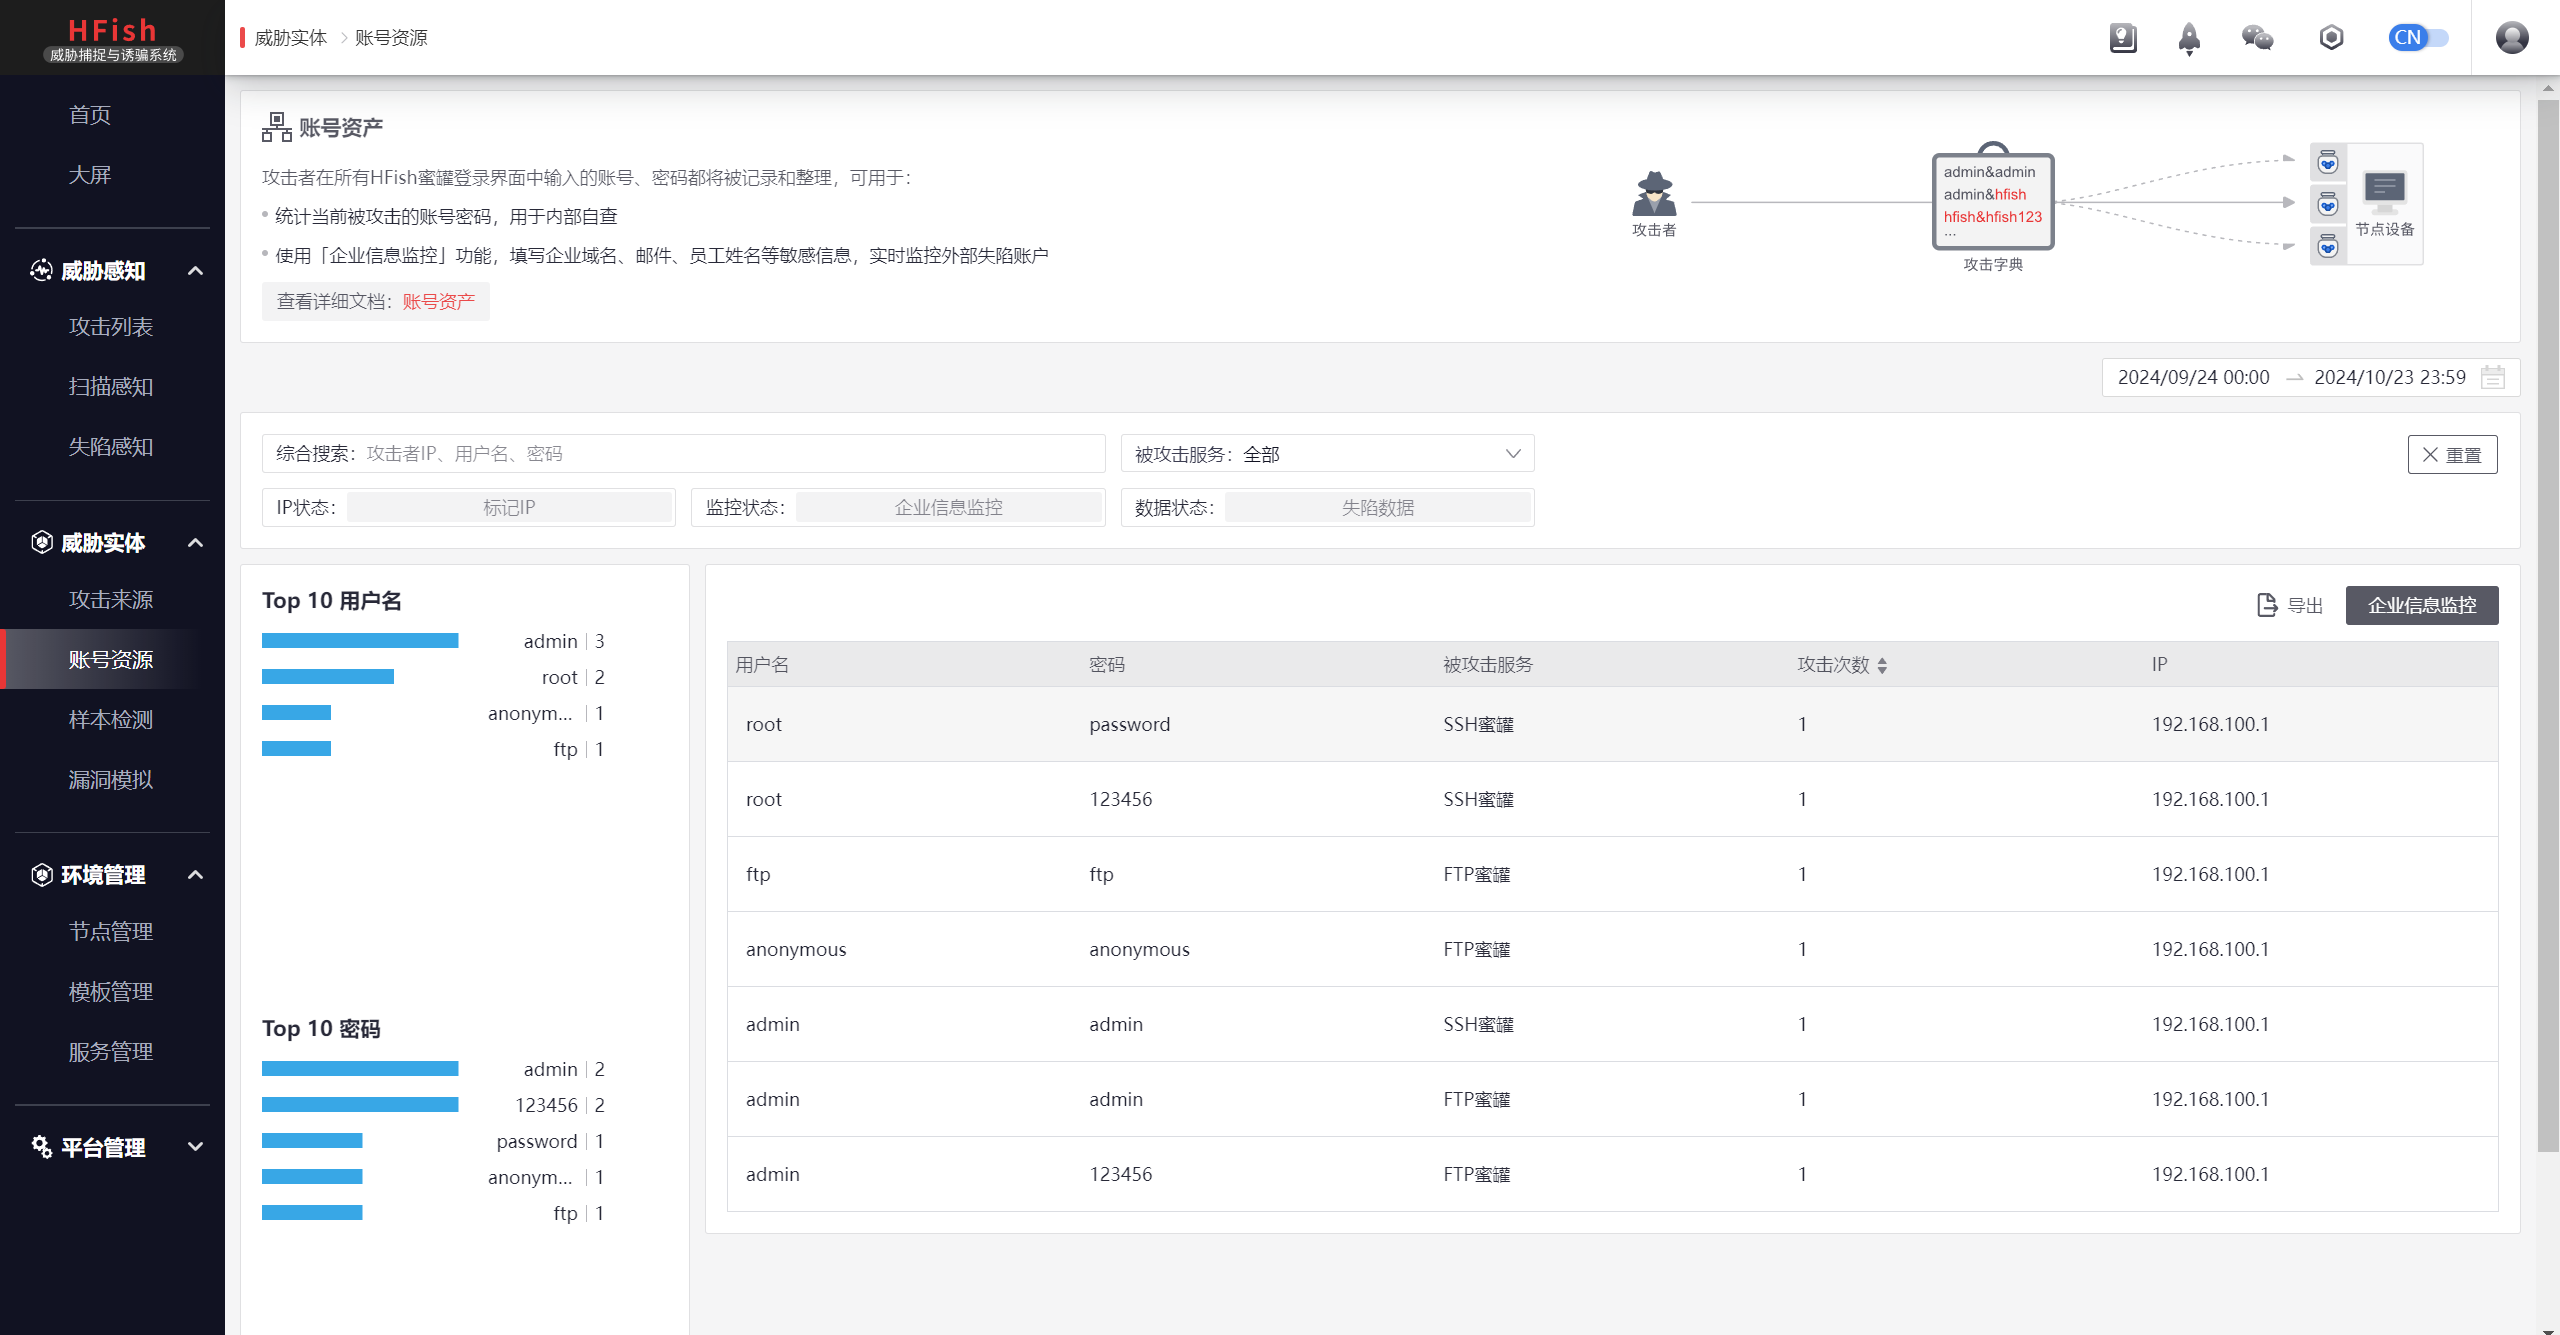 HFish
威胁捕捉与诱骗系统
威胁实体 > 账号资源
CN
首页
大屏
威胁感知
攻击列表
扫描感知
失陷感知
威胁实体
攻击来源
账号资源
样本检测
漏洞模拟
环境管理
节点管理
模板管理
服务管理
平台管理
账号资产
攻击者在所有HFish蜜罐登录界面中输入的账号、密码都将被记录和整理，可用于：
统计当前被攻击的账号密码，用于内部自查
使用「企业信息监控」功能，填写企业域名、邮件、员工姓名等敏感信息，实时监控外部失陷账户
查看详细文档：账号资产
攻击者
admin&admin
admin&hfish
hfish&hfish123
...
攻击字典
节点设备
2024/09/24 00:00 → 2024/10/23 23:59
综合搜索：攻击者IP、用户名、密码
被攻击服务：全部
重置
IP状态：标记IP
监控状态：企业信息监控
数据状态：失陷数据
Top 10 用户名
admin 3
root 2
anonym... 1
ftp 1
Top 10 密码
admin 2
123456 2
password 1
anonym... 1
ftp 1
导出 企业信息监控
用户名 密码 被攻击服务 攻击次数 IP
root password SSH蜜罐 1 192.168.100.1
root 123456 SSH蜜罐 1 192.168.100.1
ftp ftp FTP蜜罐 1 192.168.100.1
anonymous anonymous FTP蜜罐 1 192.168.100.1
admin admin SSH蜜罐 1 192.168.100.1
admin admin FTP蜜罐 1 192.168.100.1
admin 123456 FTP蜜罐 1 192.168.100.1